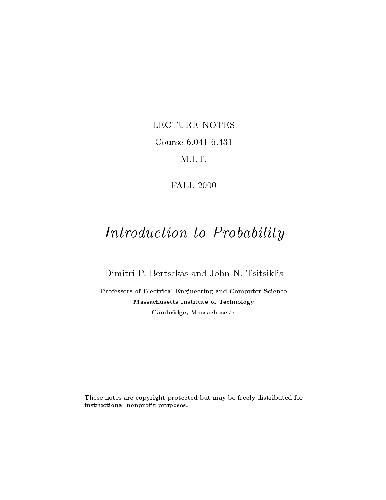 LECTURE NOTES
Course 6.041-6.431
M.I.T.
FALL 2000
Introduction to Probability
Dimitri P. Bertsekas and John N. Tsitsiklis
Professors of Electrical Engineering and Computer Science
Massachusetts Institute of Technology
Cambridge, Massachusetts
These notes are copyright-protected but may be freely distributed for
instructional nonprofit purposes.